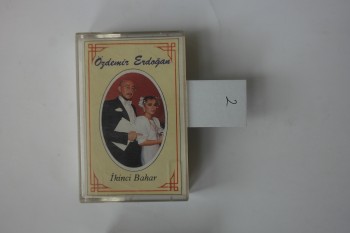 Özdemir Erdoğan
2
İkinci Bahar